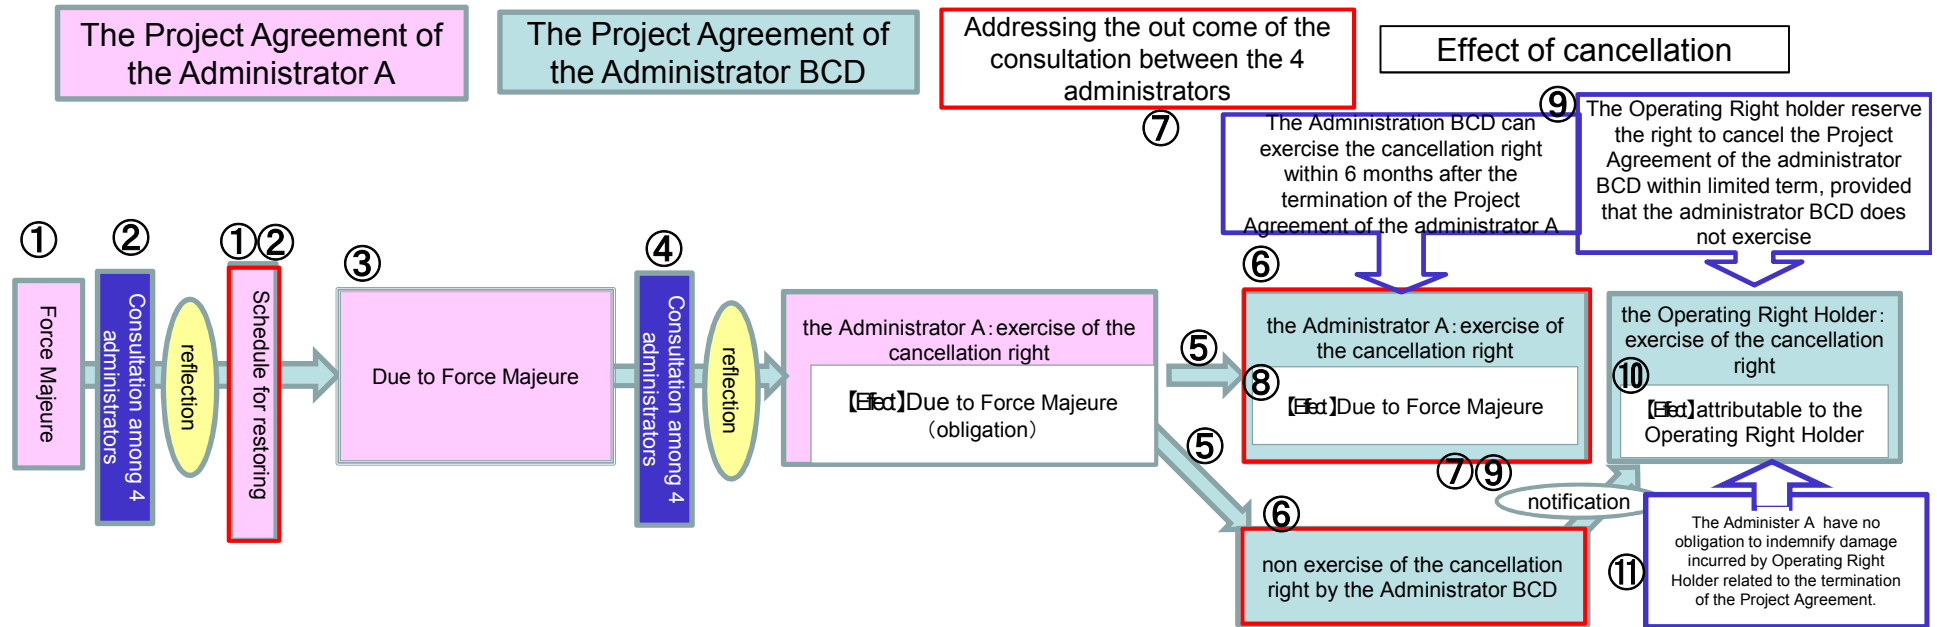 The Project Agreement of
the Administrator A
The Project Agreement of
the Administrator BCD
Addressing the out come of the
consultation between the 4
administrators
Effect of cancellation
⑦
The Administration BCD can
exercise the cancellation right
within 6 months after the
termination of the Project
Agreement of the administrator A
⑨
The Operating Right holder reserve
the right to cancel the Project
Agreement of the administrator
BCD within limited term, provided
that the administrator BCD does
not exercise
①
Force Majeure
②
Consultation among 4
administrators
reflection
①②
Schedule for restoring
③
Due to Force Majeure
④
Consultation among 4
administrators
reflection
the Administrator A：exercise of the
cancellation right
【Effect】Due to Force Majeure
（obligation）
⑤
⑤
⑥
the Administrator A：exercise of
the cancellation right
⑧
【Effect】Due to Force Majeure
⑦⑨
⑥
non exercise of the cancellation
right by the Administrator BCD
notification
the Operating Right Holder：
exercise of the cancellation
right
⑩
【Effect】attributable to the
Operating Right Holder
⑪
The Administer A have no
obligation to indemnify damage
incurred by Operating Right
Holder related to the termination
of the Project Agreement.